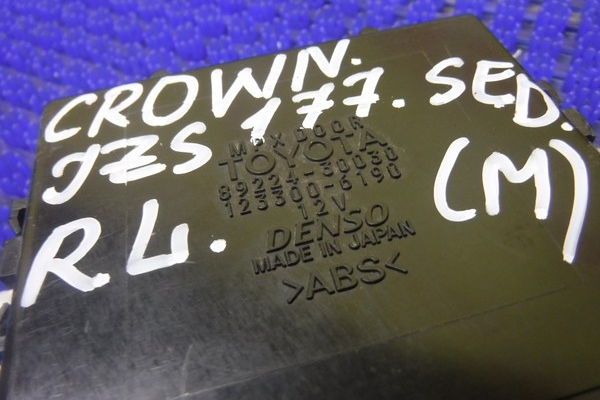 CROWN.
JZS 177. SED.
R.L. (M)
MPX DOOR
TOYOTA
89224-30030
123300-6190
12V
DENSO
MADE IN JAPAN
>ABS<